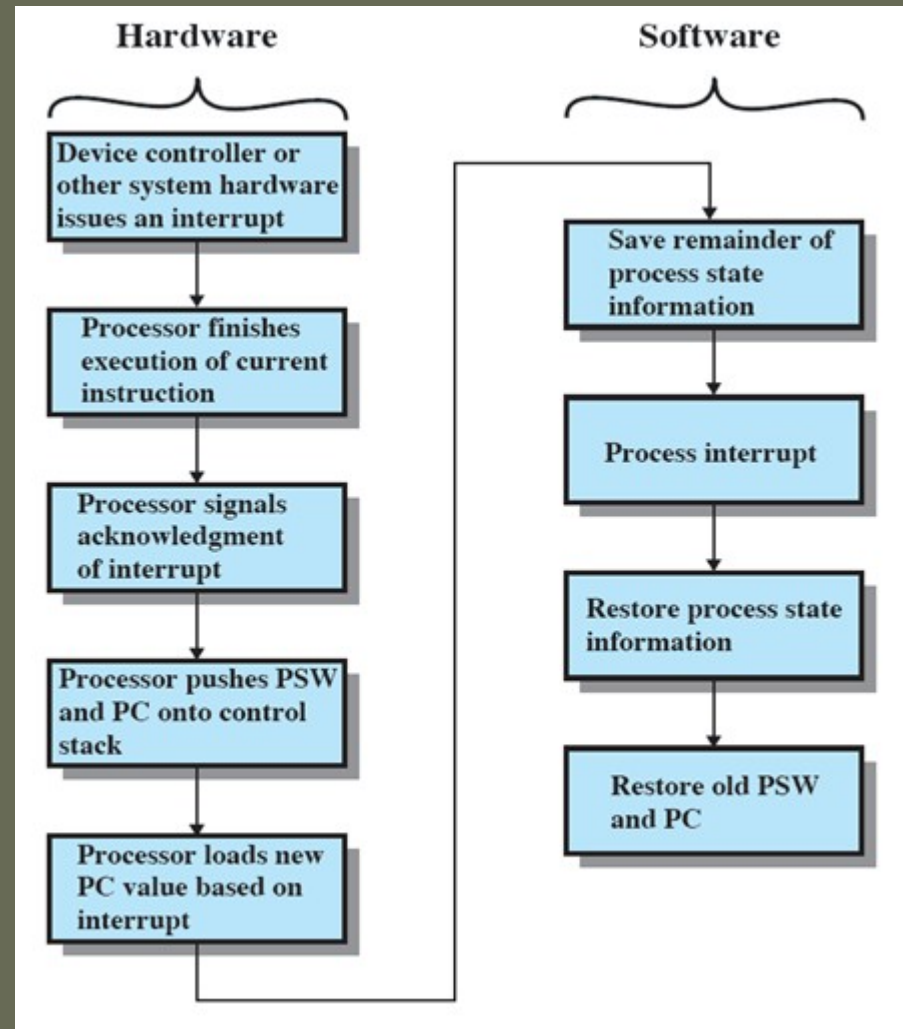 Hardware
Device controller or
other system hardware
issues an interrupt
Processor finishes
execution of current
instruction
Processor signals
acknowledgment
of interrupt
Processor pushes PSW
and PC onto control
stack
Processor loads new
PC value based on
interrupt
Software
Save remainder of
process state
information
Process interrupt
Restore process state
information
Restore old PSW
and PC